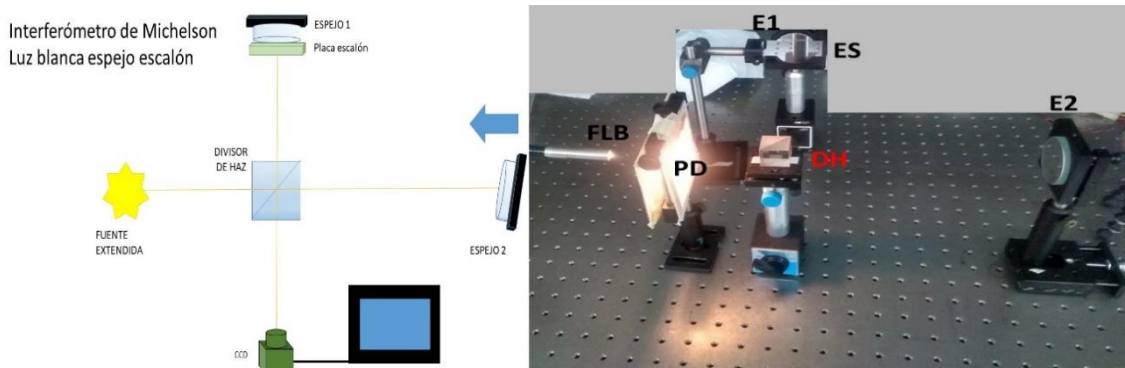 Interferómetro de Michelson
Luz blanca espejo escalón
ESPEJO 1
Placa escalón
DIVISOR
DE HAZ
FUENTE
EXTENDIDA
ESPEJO 2
CCD
E1
ES
E2
FLB
PD
DH